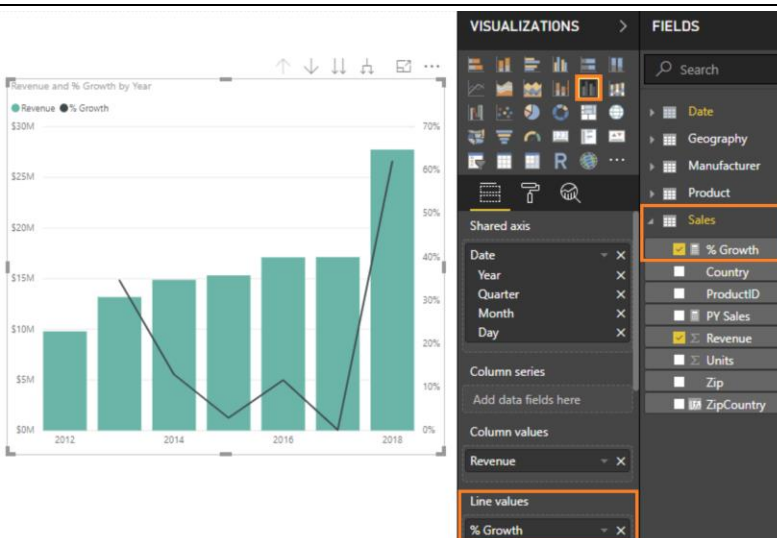 Revenue and % Growth by Year
Revenue % Growth
$30M
$25M
$20M
$15M
$10M
$5M
$0M
70%
60%
50%
40%
30%
20%
10%
0%
2012 2014 2016 2018
VISUALIZATIONS
R
Shared axis
Date
Year
Quarter
Month
Day
Column series
Add data fields here
Column values
Revenue
Line values
% Growth
FIELDS
Search
Date
Geography
Manufacturer
Product
Sales
% Growth
Country
ProductID
PY Sales
Revenue
Units
Zip
ZipCountry